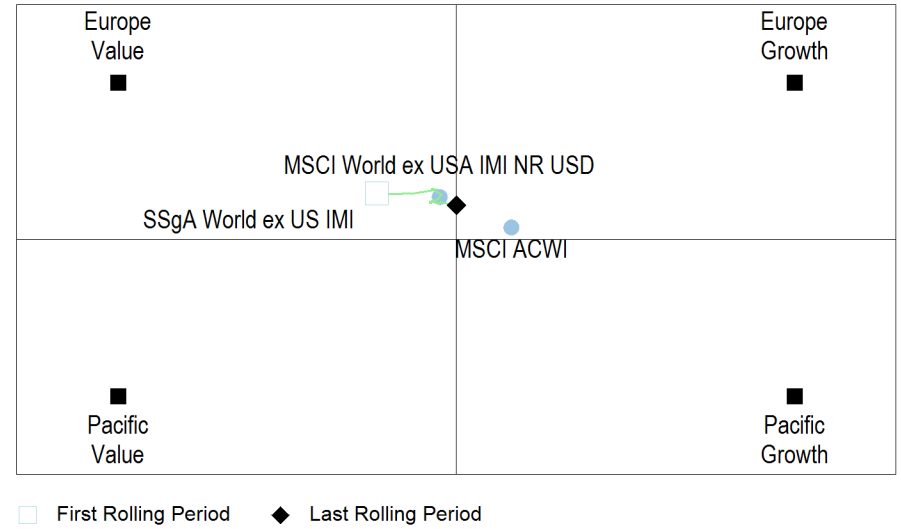 Europe
Value
Europe
Growth
MSCI World ex USA IMI NR USD
SSgA World ex US IMI
MSCI ACWI
Pacific
Value
Pacific
Growth
First Rolling Period
Last Rolling Period